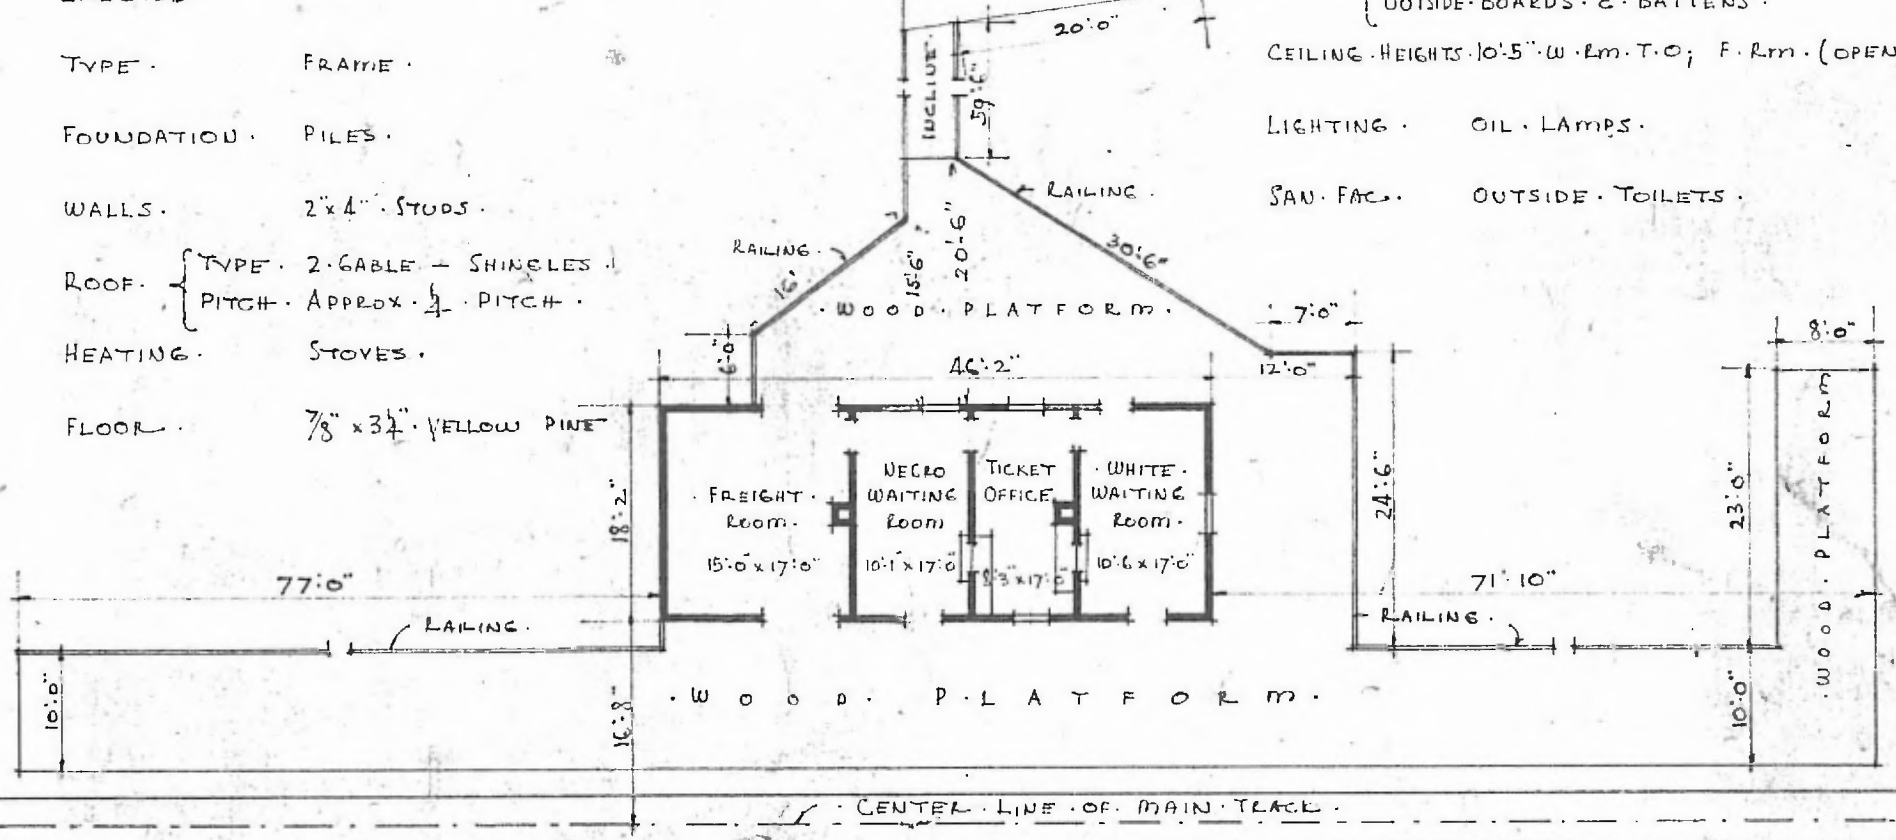 TYPE · FRAME ·
FOUNDATION · PILES ·
WALLS · 2"x4" · STUDS ·
ROOF · TYPE · 2·GABLE — SHINGLES
PITCH · APPROX · PITCH ·
HEATING · STOVES ·
FLOOR · 7/8" x 3¼" · YELLOW PINE
OUTSIDE · BOARDS · & · BATTENS ·
CEILING · HEIGHTS · 10'-5" · W · Rm · T.O; F. Rm · (OPEN
LIGHTING · OIL · LAMPS ·
SAN · FAC · OUTSIDE · TOILETS ·
20'-0"
INCLINE ·
59'-6"
RAILING ·
RAILING ·
16'
15'-6"
20'-6"
30'-6"
· WOOD · PLATFORM ·
7'-0"
8'-0"
6'-0"
46'-2"
12'-0"
· FREIGHT ·
ROOM ·
15'-0" x 17'-0"
NEGRO
WAITING
ROOM
10'-1" x 17'-0"
TICKET
OFFICE
8'-3" x 17'-0"
· WHITE ·
WAITING
ROOM ·
10'-6 x 17'-0"
18'-2"
24'-6"
23'-0"
· WOOD · PLATFORM
77'-0"
71'-10"
RAILING ·
RAILING ·
10'-0"
16'-8"
· WOOD · PLATFORM ·
10'-0"
· CENTER · LINE · OF · MAIN · TRACK ·